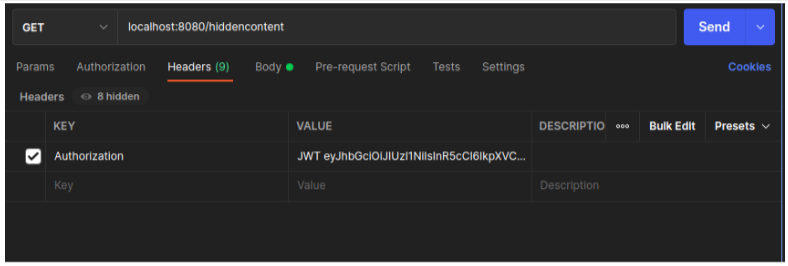 GET localhost:8080/hiddencontent Send
Params Authorization Headers (9) Body Pre-request Script Tests Settings Cookies
Headers 8 hidden
KEY VALUE DESCRIPTIO ooo Bulk Edit Presets
Authorization JWT eyJhbGciOiJIUzI1NiIsInR5cCI6IkpXVC...
Key Value Description